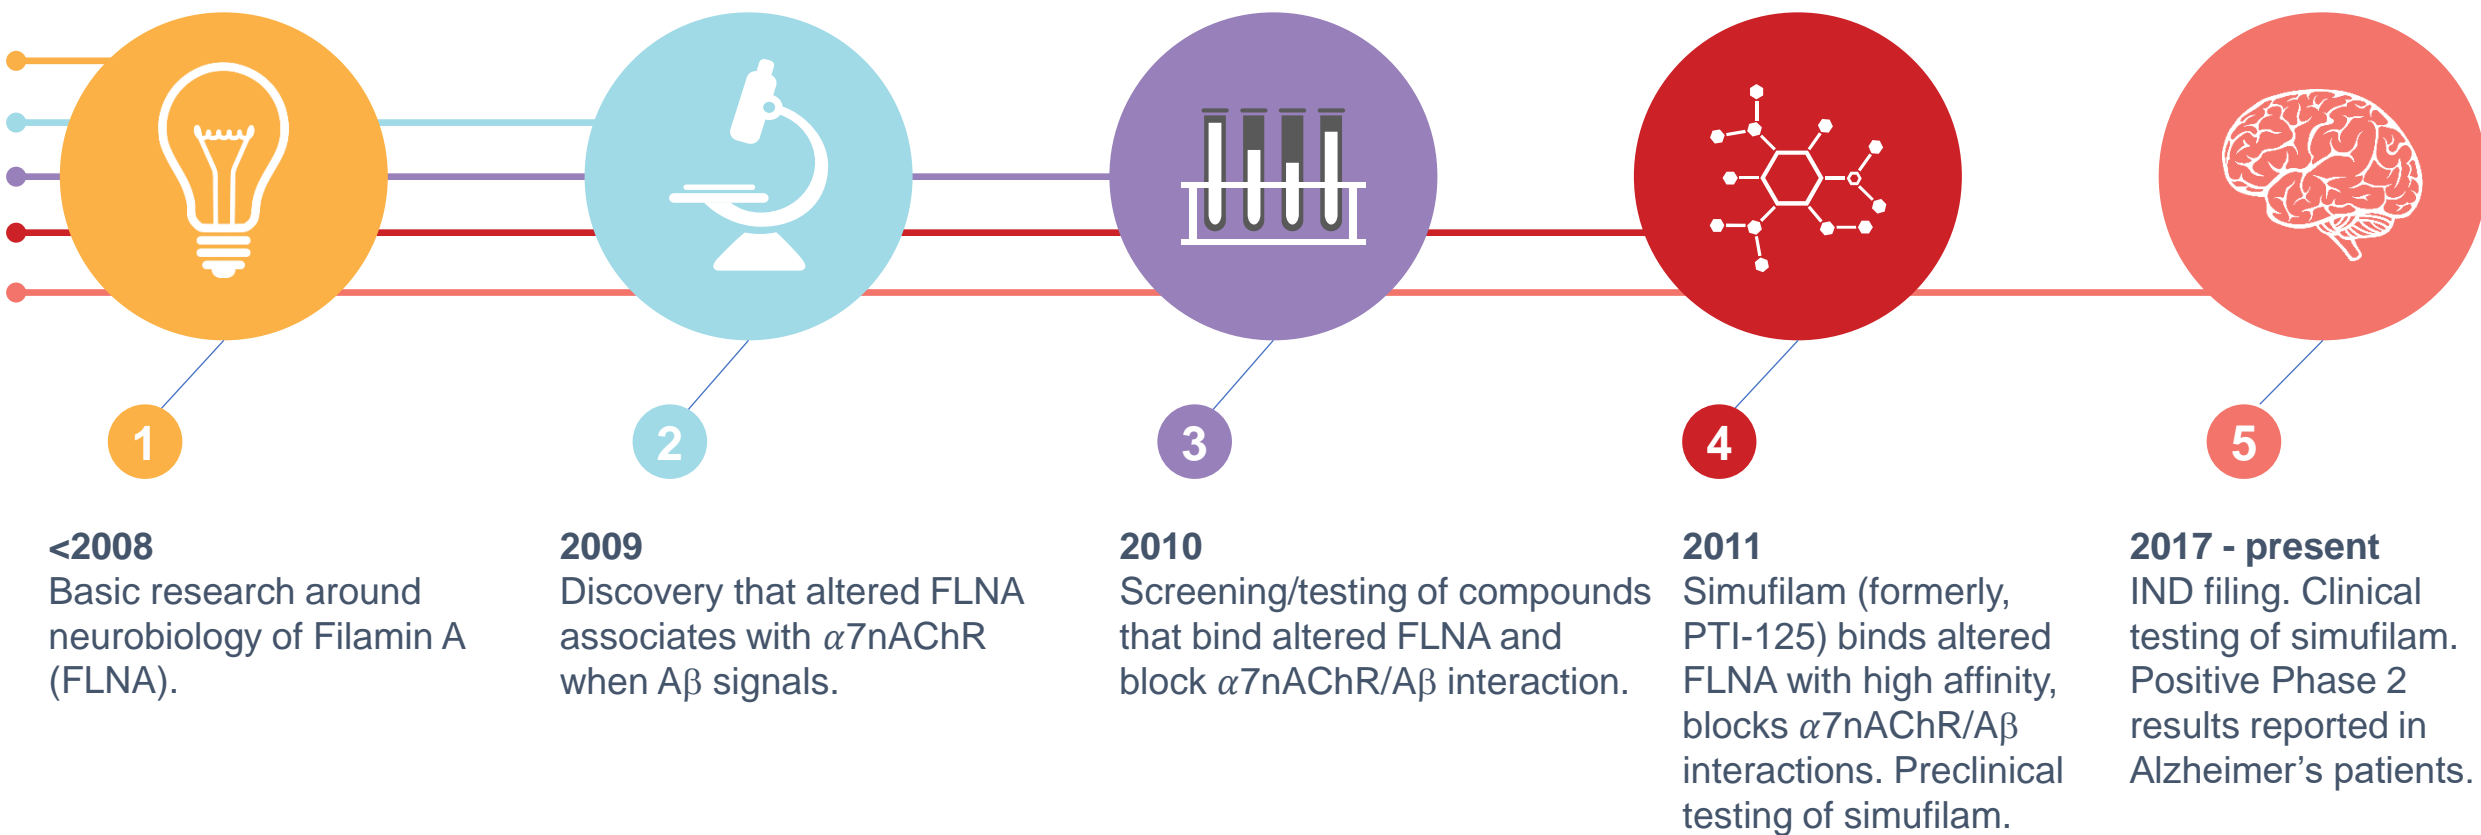 1
<2008
Basic research around
neurobiology of Filamin A
(FLNA).
2
2009
Discovery that altered FLNA
associates with α7nAChR
when Aβ signals.
3
2010
Screening/testing of compounds
that bind altered FLNA and
block α7nAChR/Aβ interaction.
4
2011
Simufilam (formerly,
PTI-125) binds altered
FLNA with high affinity,
blocks α7nAChR/Aβ
interactions. Preclinical
testing of simufilam.
5
2017 - present
IND filing. Clinical
testing of simufilam.
Positive Phase 2
results reported in
Alzheimer’s patients.